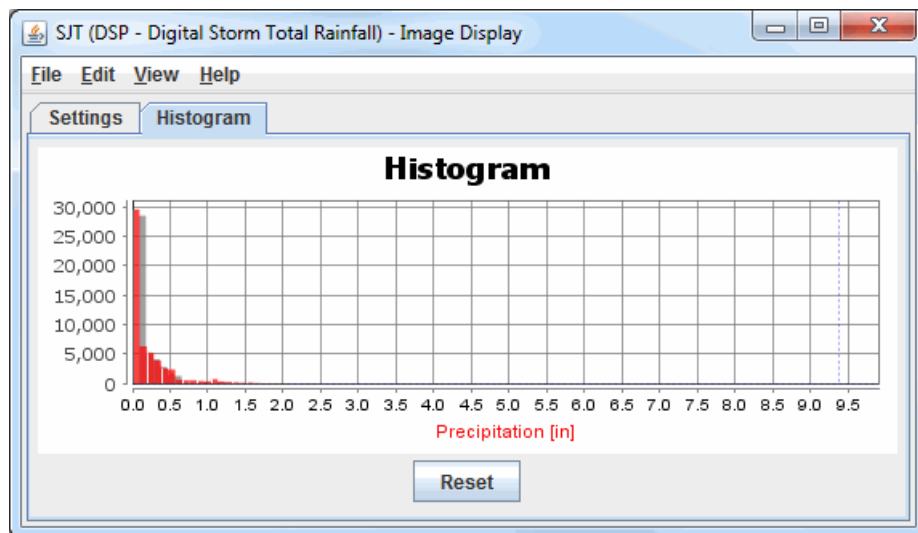 SJT (DSP - Digital Storm Total Rainfall) - Image Display
File Edit View Help
Settings Histogram
Histogram
30,000
25,000
20,000
15,000
10,000
5,000
0
0.0 0.5 1.0 1.5 2.0 2.5 3.0 3.5 4.0 4.5 5.0 5.5 6.0 6.5 7.0 7.5 8.0 8.5 9.0 9.5
Precipitation [in]
Reset